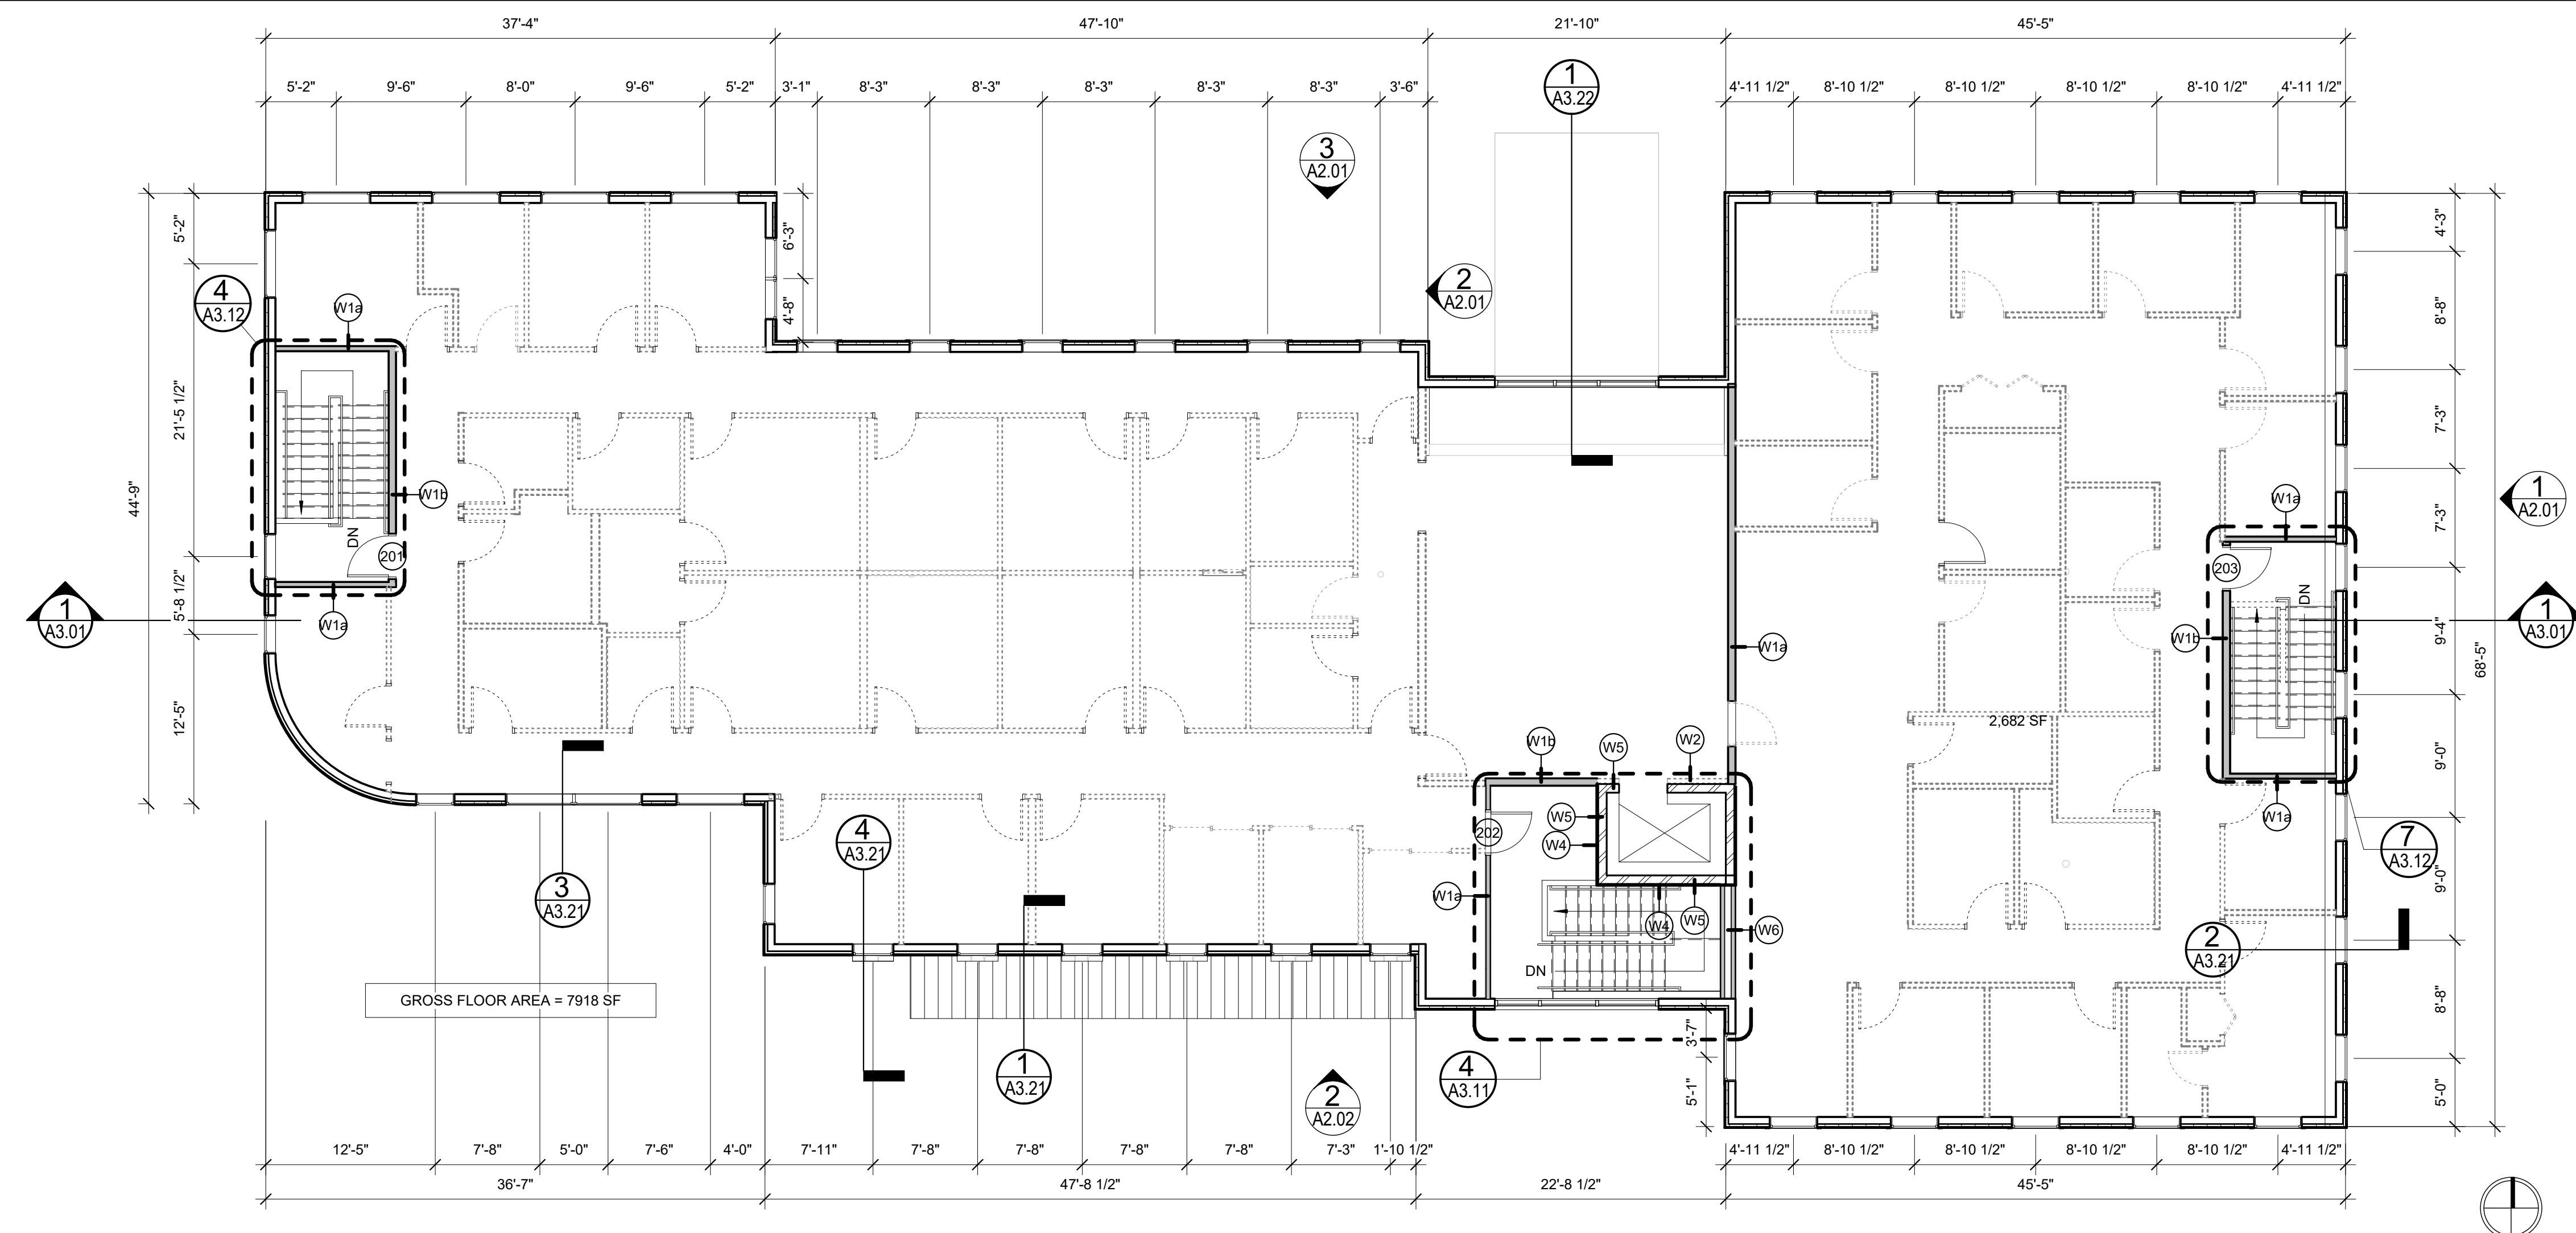 37'-4" 47'-10" 21'-10" 45'-5"
5'-2" 9'-6" 8'-0" 9'-6" 5'-2" 3'-1" 8'-3" 8'-3" 8'-3" 8'-3" 8'-3" 3'-6" 4'-11 1/2" 8'-10 1/2" 8'-10 1/2" 8'-10 1/2" 8'-10 1/2" 4'-11 1/2"
1
A3.22
3
A2.01
2
A2.01
4
A3.12
44'-9"
5'-2"
21'-5 1/2"
5'-8 1/2"
12'-5"
6'-3"
4'-8"
W1a
W1b
DN
201
W1a
1
A3.01
W1a
W1b
W5
W2
W5
W4
202
W1a
W4
W5
W6
DN
2,682 SF
W1a
203
DN
W1b
W1a
4'-3"
8'-8"
7'-3"
7'-3"
9'-4"
9'-0"
9'-0"
8'-8"
5'-0"
68'-5"
1
A2.01
1
A3.01
7
A3.12
2
A3.21
3
A3.21
4
A3.21
1
A3.21
2
A2.02
4
A3.11
3'-7"
5'-1"
GROSS FLOOR AREA = 7918 SF
12'-5" 7'-8" 5'-0" 7'-6" 4'-0" 7'-11" 7'-8" 7'-8" 7'-8" 7'-8" 7'-3" 1'-10 1/2" 4'-11 1/2" 8'-10 1/2" 8'-10 1/2" 8'-10 1/2" 8'-10 1/2" 4'-11 1/2"
36'-7" 47'-8 1/2" 22'-8 1/2" 45'-5"